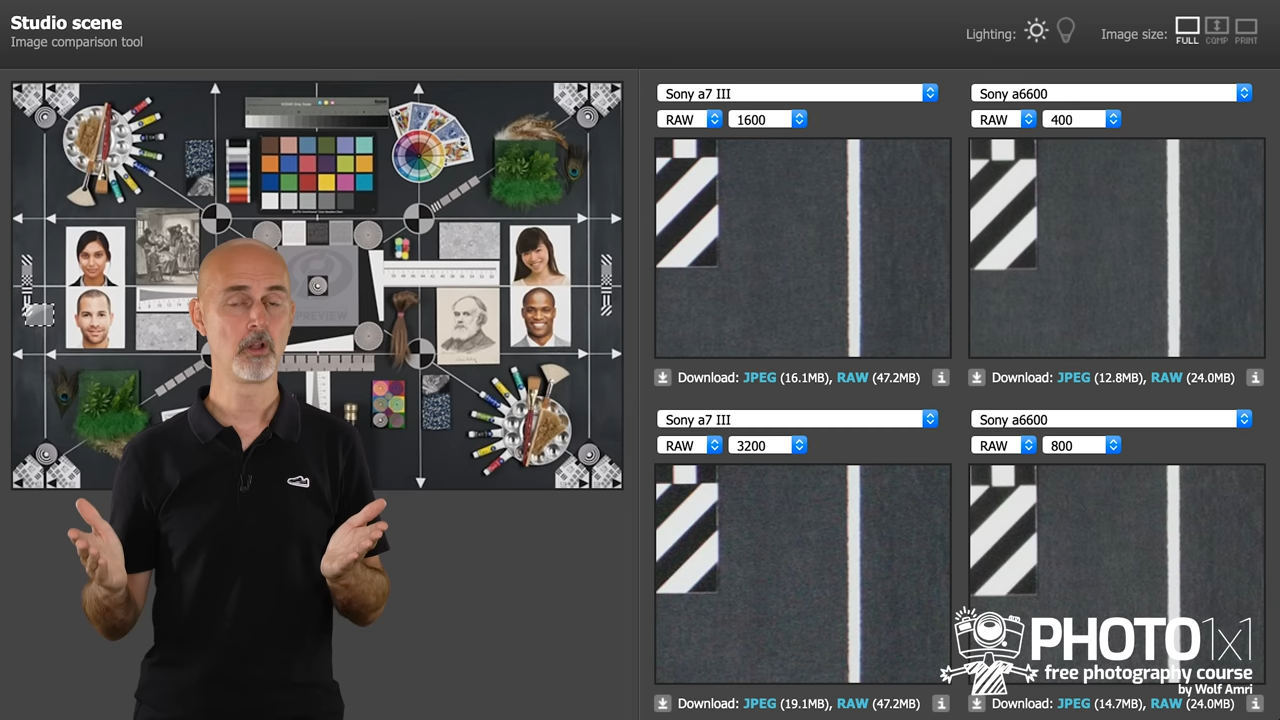 Studio scene
Image comparison tool
Lighting:
Image size:
FULL
COMP
PRINT
PREVIEW
Sony a7 III
RAW
1600
Download: JPEG (16.1MB), RAW (47.2MB)
Sony a6600
RAW
400
Download: JPEG (12.8MB), RAW (24.0MB)
Sony a7 III
RAW
3200
Download: JPEG (19.1MB), RAW (47.2MB)
Sony a6600
RAW
800
Download: JPEG (14.7MB), RAW (24.0MB)
PHOTO1x1
free photography course
by Wolf Amri